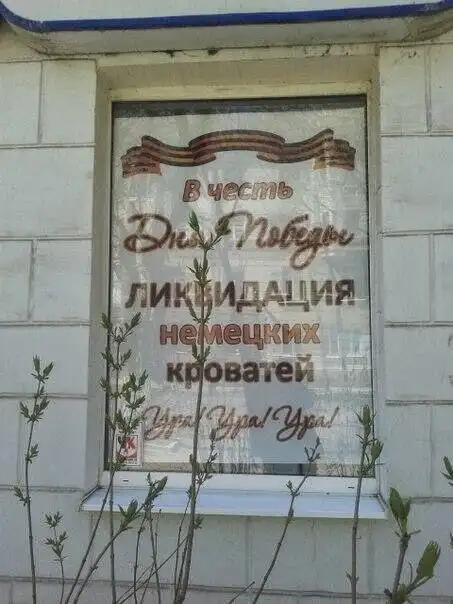 В честь
Дня Победы
ЛИКВИДАЦИЯ
немецких
кроватей
Ура! Ура! Ура!